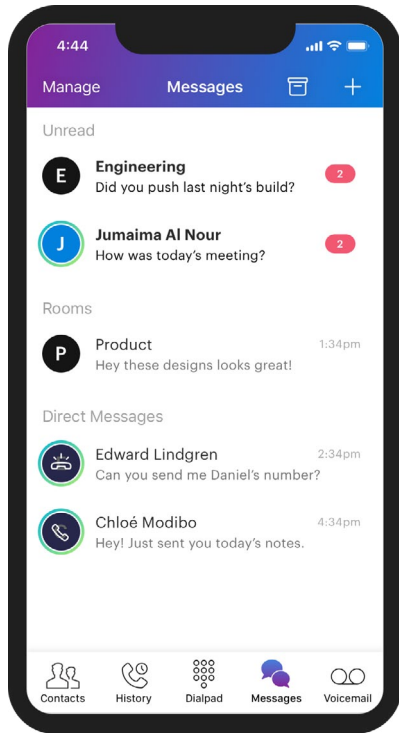 4:44
Manage Messages
Unread
E Engineering 2
Did you push last night's build?
J Jumaima Al Nour 2
How was today's meeting?
Rooms
P Product 1:34pm
Hey these designs looks great!
Direct Messages
Edward Lindgren 2:34pm
Can you send me Daniel's number?
Chloé Modibo 4:34pm
Hey! Just sent you today's notes.
Contacts History Dialpad Messages Voicemail